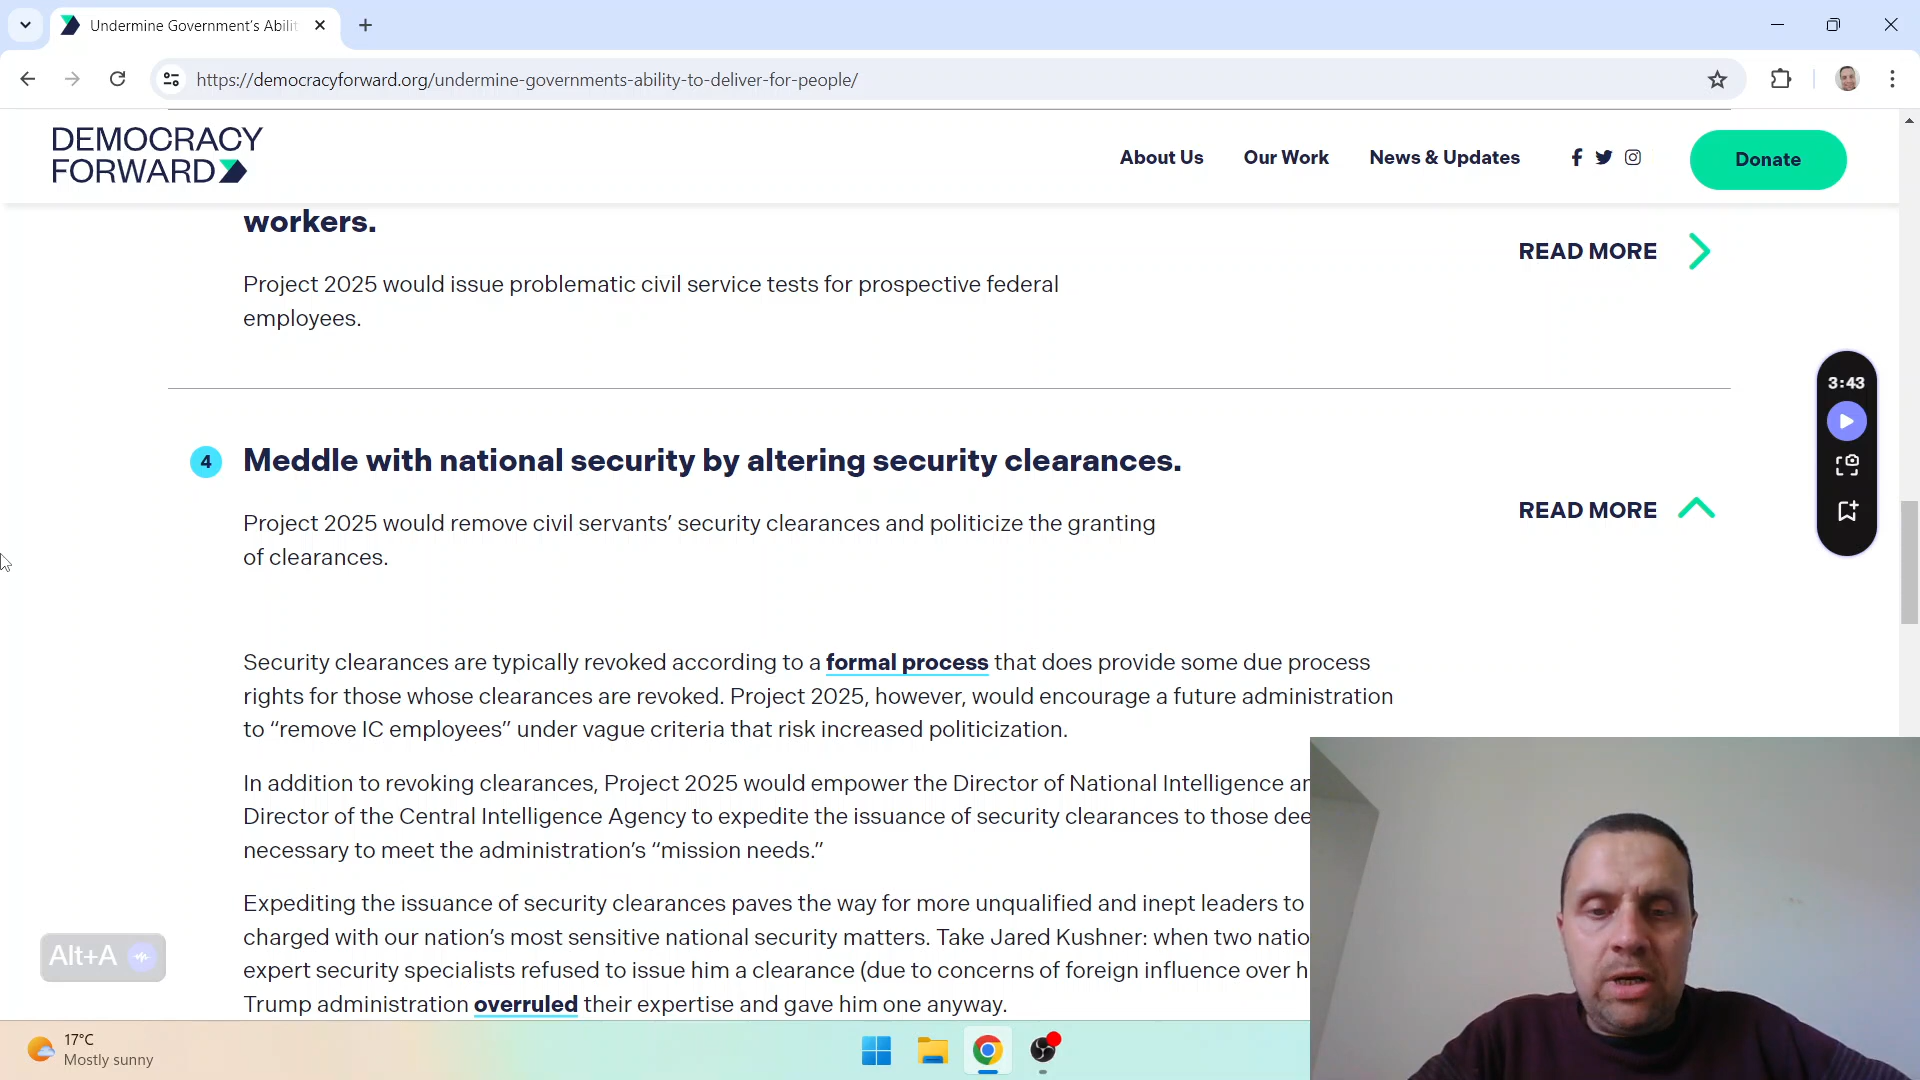 Undermine Government's Abilit
https://democracyforward.org/undermine-governments-ability-to-deliver-for-people/
DEMOCRACY
FORWARD
About Us
Our Work
News & Updates
Donate
workers.
READ MORE
Project 2025 would issue problematic civil service tests for prospective federal
employees.
3:43
4
Meddle with national security by altering security clearances.
READ MORE
Project 2025 would remove civil servants’ security clearances and politicize the granting
of clearances.
Security clearances are typically revoked according to a formal process that does provide some due process
rights for those whose clearances are revoked. Project 2025, however, would encourage a future administration
to “remove IC employees” under vague criteria that risk increased politicization.
In addition to revoking clearances, Project 2025 would empower the Director of National Intelligence
Director of the Central Intelligence Agency to expedite the issuance of security clearances to those
necessary to meet the administration’s “mission needs.”
Expediting the issuance of security clearances paves the way for more unqualified and inept leaders to
charged with our nation’s most sensitive national security matters. Take Jared Kushner: when two
expert security specialists refused to issue him a clearance (due to concerns of foreign influence over
Trump administration overruled their expertise and gave him one anyway.
Alt+A
17°C
Mostly sunny